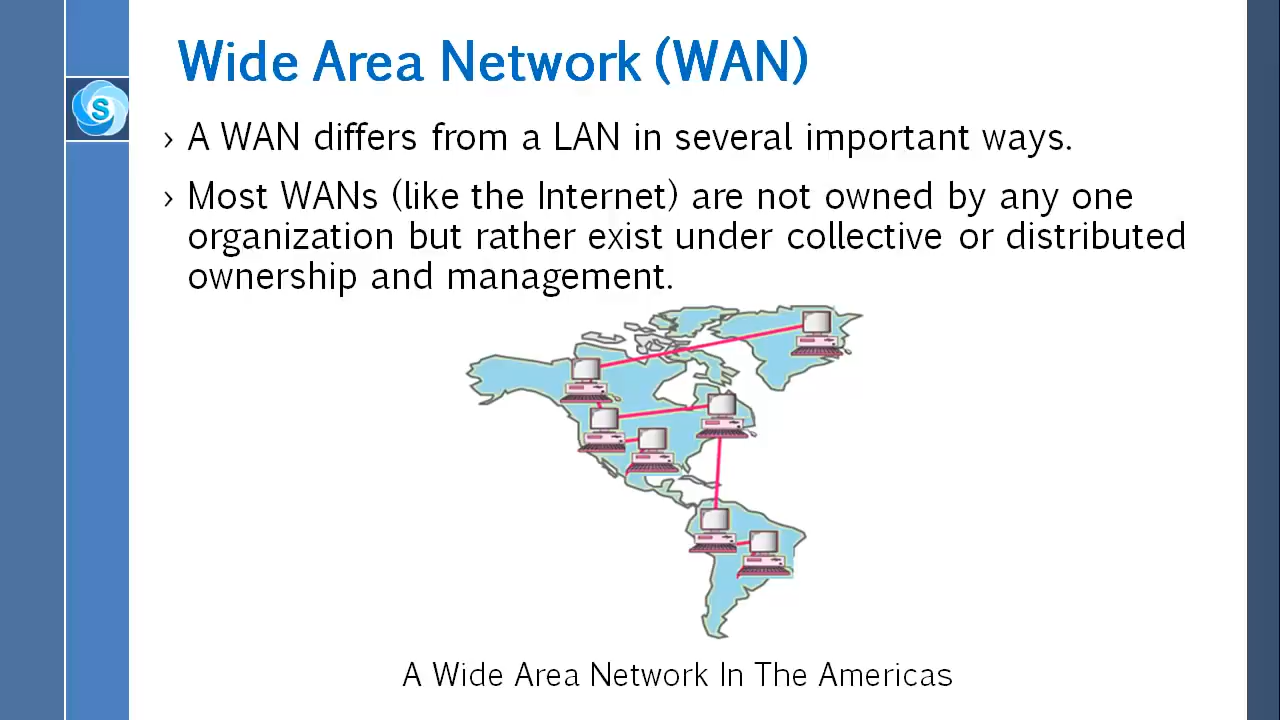 Wide Area Network (WAN)
S
› A WAN differs from a LAN in several important ways.
› Most WANs (like the Internet) are not owned by any one
organization but rather exist under collective or distributed
ownership and management.
A Wide Area Network In The Americas